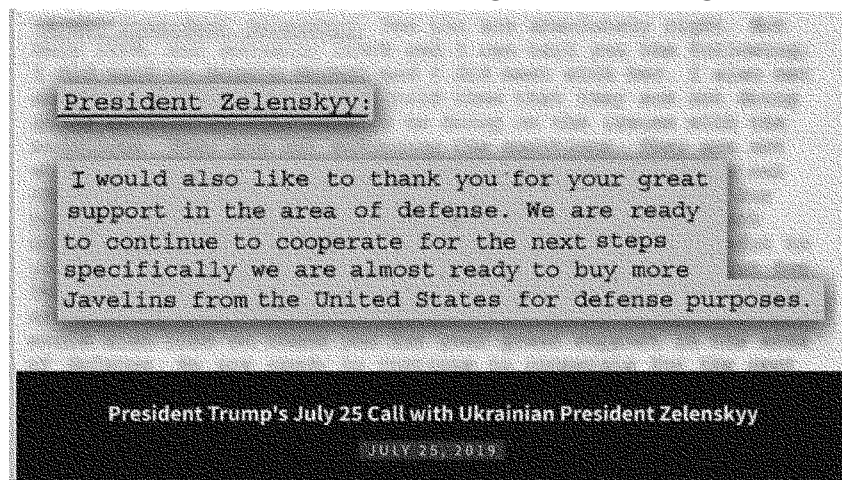 President Zelenskyy:
I would also like to thank you for your great
support in the area of defense. We are ready
to continue to cooperate for the next steps
specifically we are almost ready to buy more
Javelins from the United States for defense purposes.
President Trump's July 25 Call with Ukrainian President Zelenskyy
JULY 25, 2019